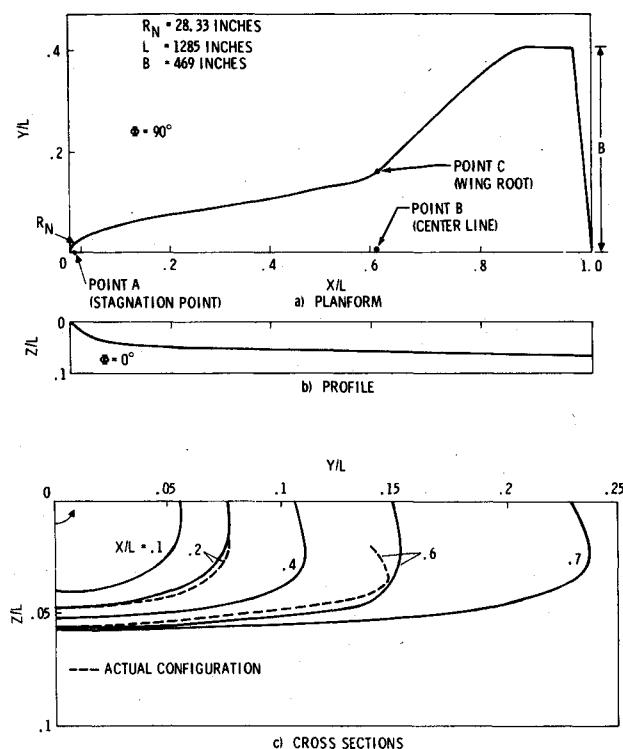 R_N = 28.33 INCHES
L = 1285 INCHES
B = 469 INCHES
Y/L
.4
.2
0
Φ = 90°
R_N
B
POINT C
(WING ROOT)
POINT B
(CENTER LINE)
0 .2 .4 .6 .8 1.0
X/L
POINT A
(STAGNATION POINT)
a) PLANFORM
Z/L
0
.1
Φ = 0°
b) PROFILE
Y/L
0 .05 .1 .15 .2 .25
X/L = .1 .2 .4 .6 .7
Z/L
.05
.1
--- ACTUAL CONFIGURATION
c) CROSS SECTIONS